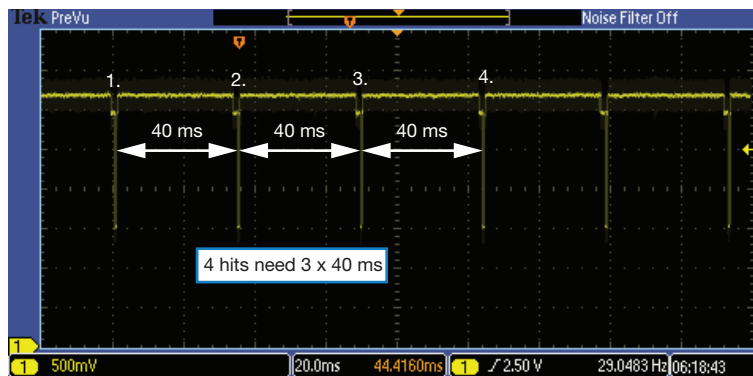 Tek PreVu
Noise Filter Off
T
T
1. 2. 3. 4.
40 ms 40 ms 40 ms
4 hits need 3 x 40 ms
1
1 500mV 20.0ms 44.4160ms 1 2.50 V 29.0483 Hz 06:18:43